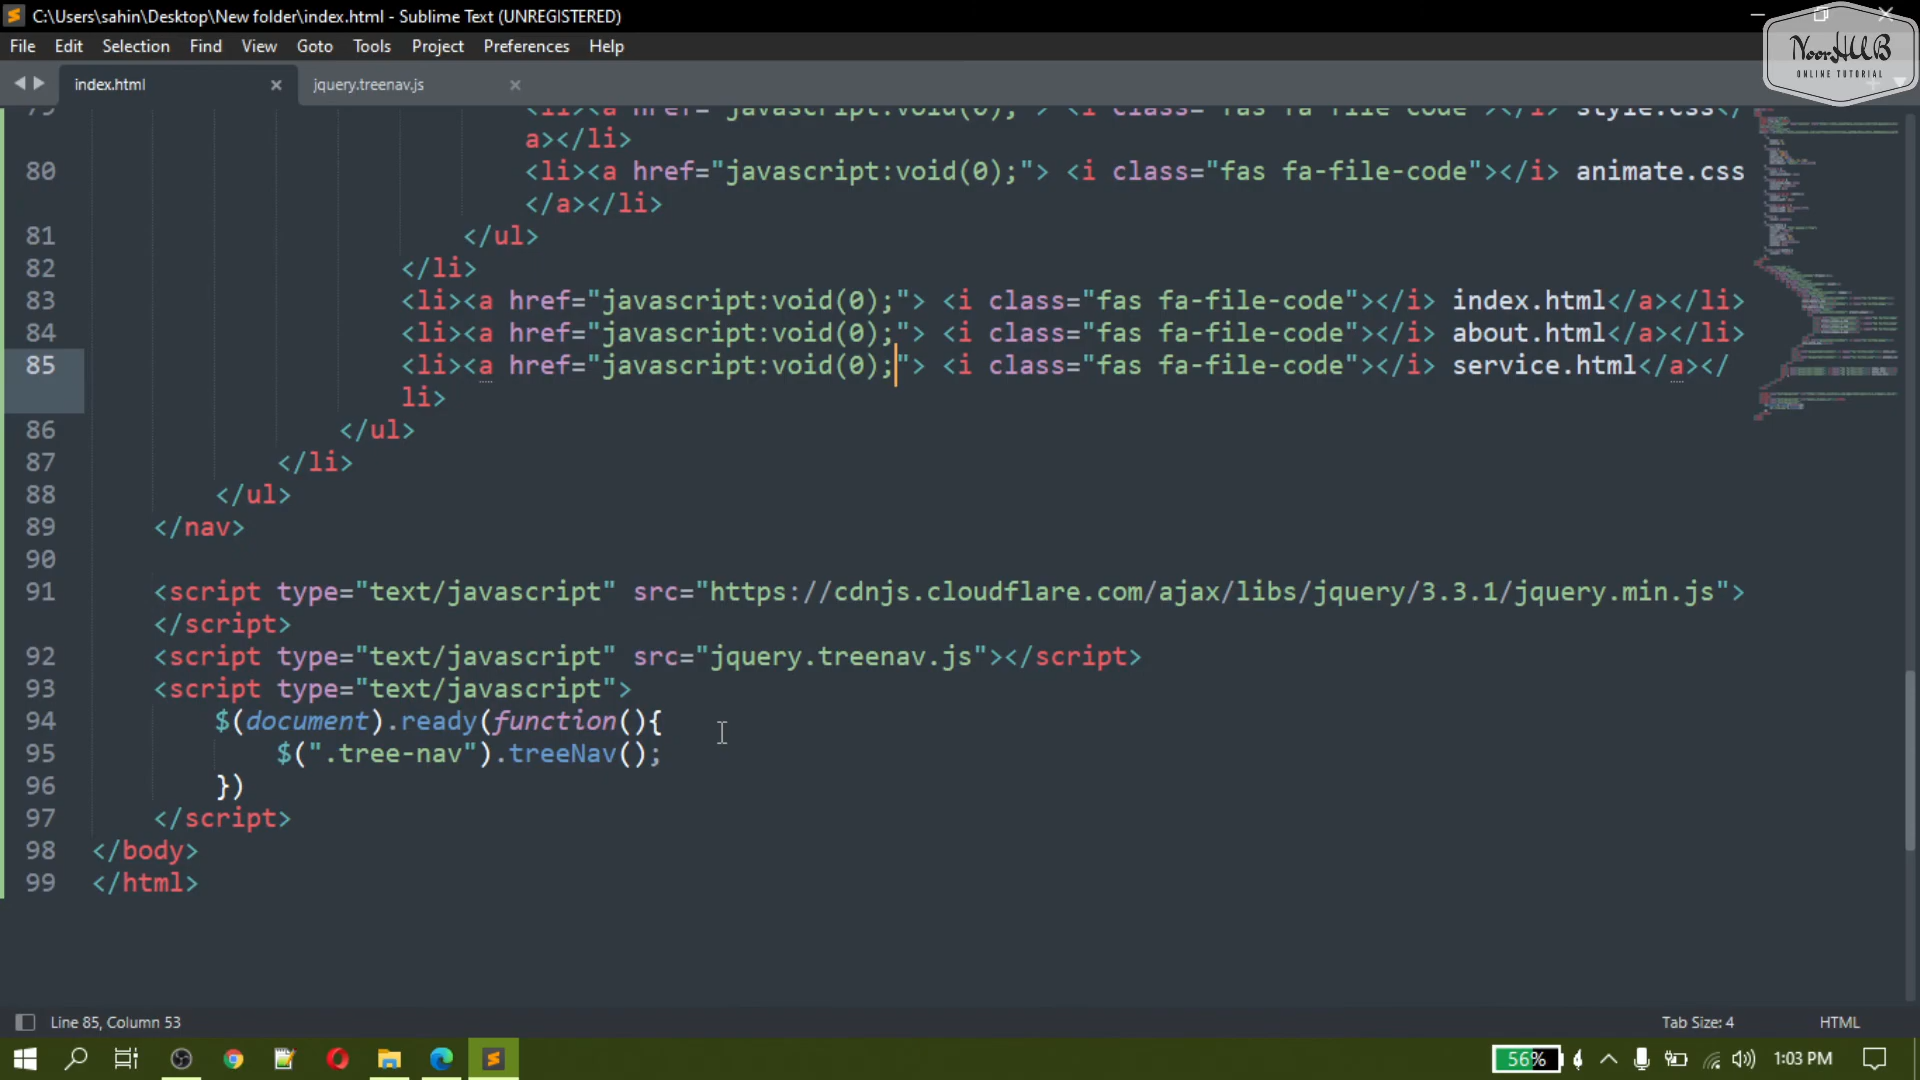 C:\Users\sahin\Desktop\New folder\index.html - Sublime Text (UNREGISTERED)
File Edit Selection Find View Goto Tools Project Preferences Help
NoorHUB
ONLINE TUTORIAL
index.html jquery.treenav.js
79 <li><a href="javascript:void(0);"> <i class="fas fa-file-code"></i> style.css</
a></li>
80 <li><a href="javascript:void(0);"> <i class="fas fa-file-code"></i> animate.css
</a></li>
81 </ul>
82 </li>
83 <li><a href="javascript:void(0);"> <i class="fas fa-file-code"></i> index.html</a></li>
84 <li><a href="javascript:void(0);"> <i class="fas fa-file-code"></i> about.html</a></li>
85 <li><a href="javascript:void(0);"> <i class="fas fa-file-code"></i> service.html</a></
li>
86 </ul>
87 </li>
88 </ul>
89 </nav>
90
91 <script type="text/javascript" src="https://cdnjs.cloudflare.com/ajax/libs/jquery/3.3.1/jquery.min.js">
</script>
92 <script type="text/javascript" src="jquery.treenav.js"></script>
93 <script type="text/javascript">
94 $(document).ready(function(){
95 $(".tree-nav").treeNav();
96 })
97 </script>
98 </body>
99 </html>
Line 85, Column 53 Tab Size: 4 HTML
56% 1:03 PM